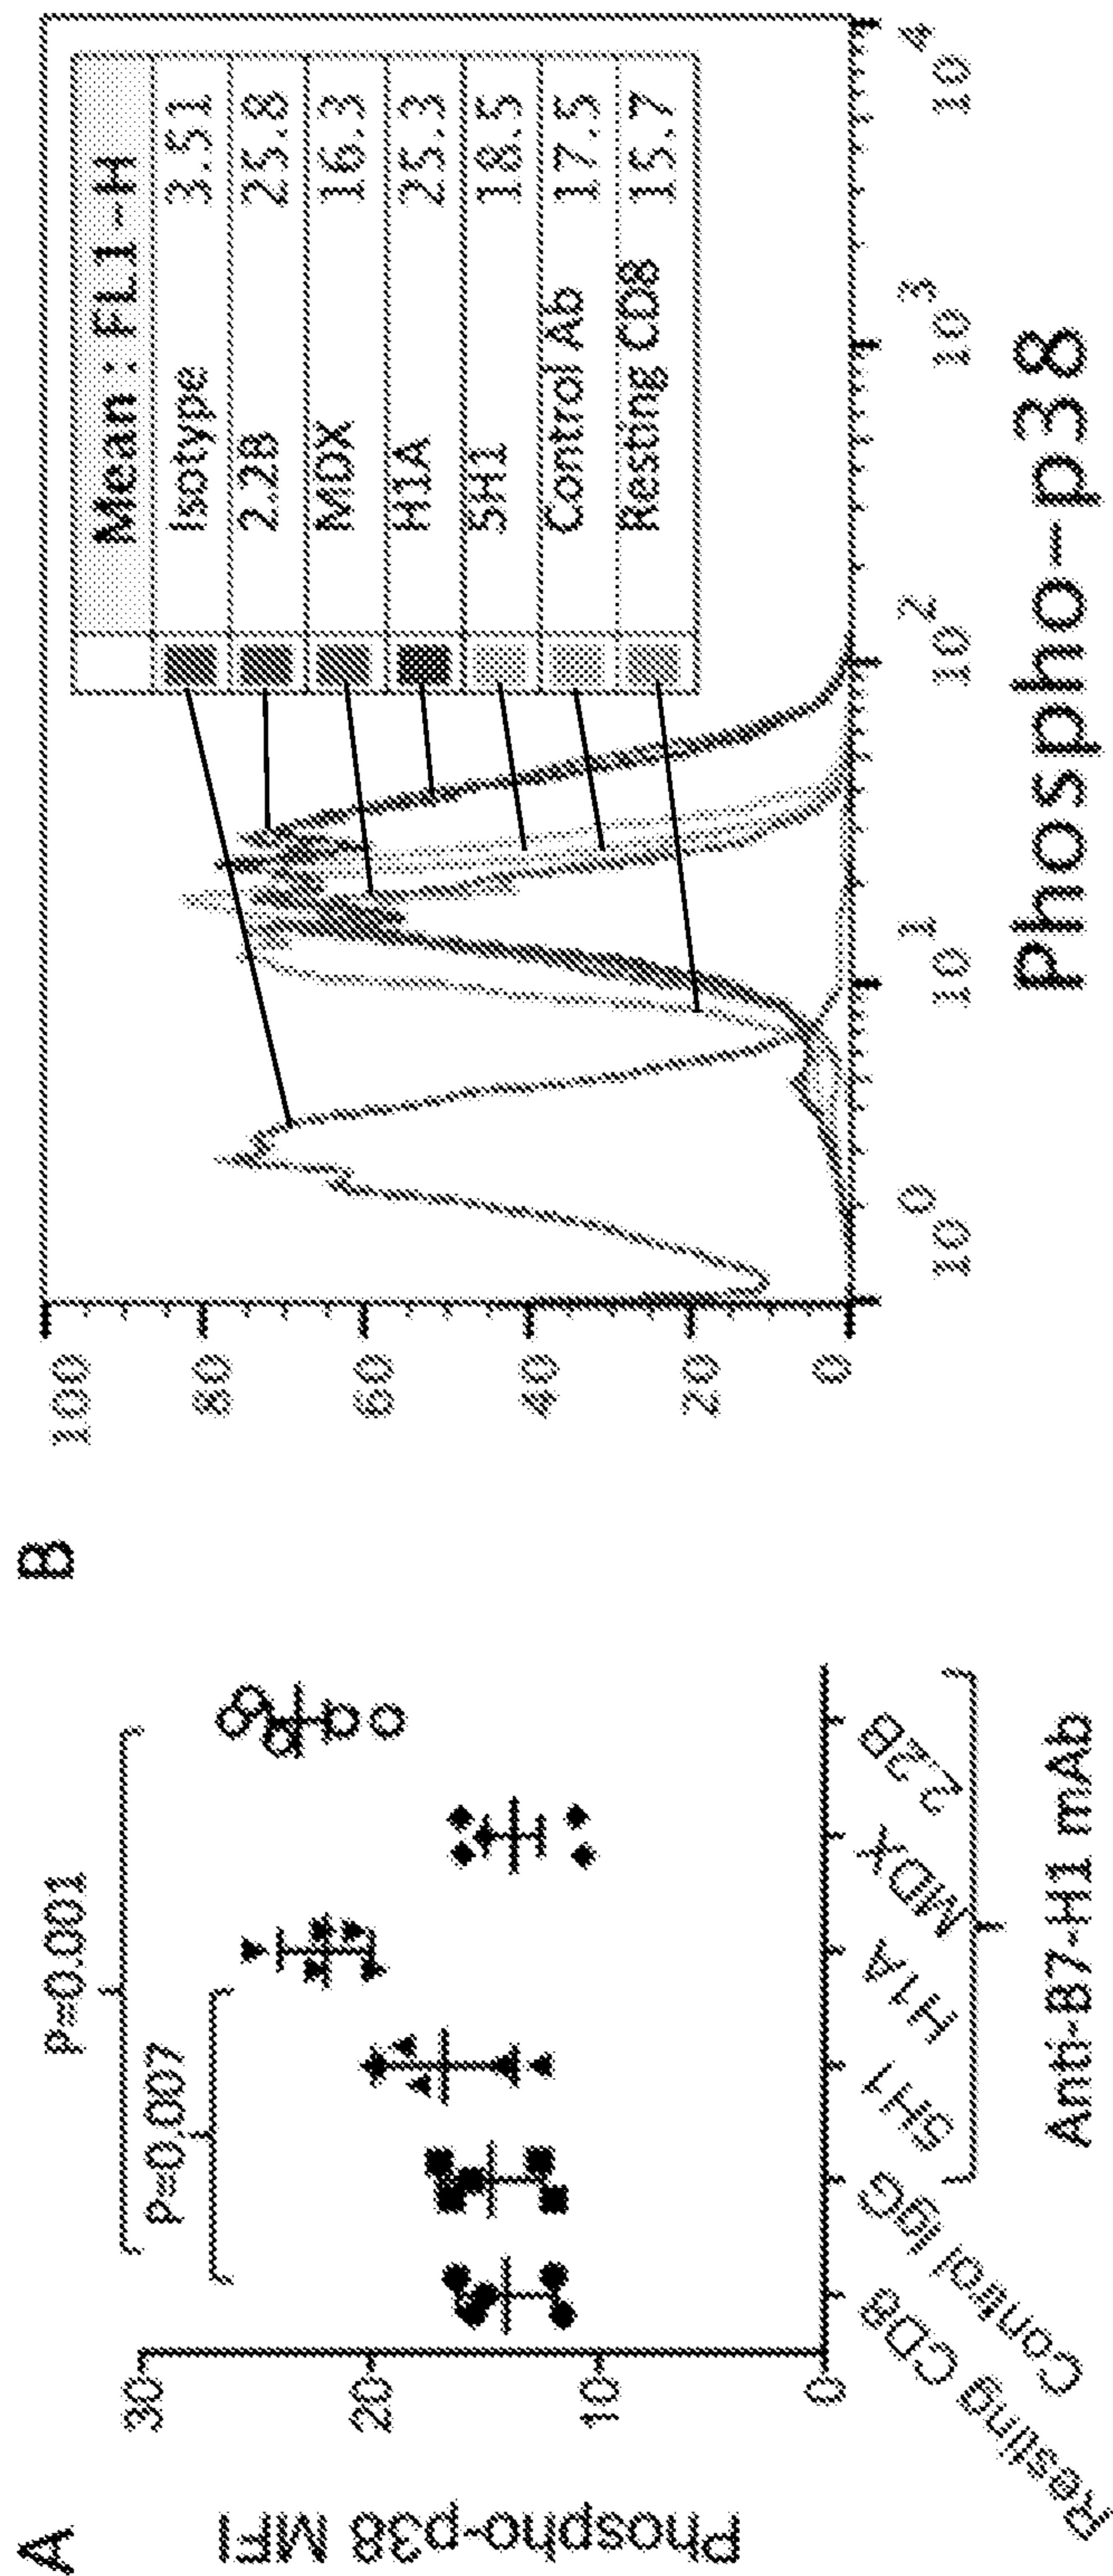 A
Phospho-p38 MFI
30
20
10
0
p=0.001
p=0.007
Resting CD8
Control IgG
5H1
H1A
MDX
2.2B
Anti-B7-H1 mAb
B
100
80
60
40
20
0
Mean : FL1-H
Isotype 3.51
2.2B 25.8
MDX 16.3
H1A 25.3
5H1 18.5
Control Ab 17.5
Resting CD8 15.7
10^0 10^1 10^2 10^3 10^4
Phospho-p38